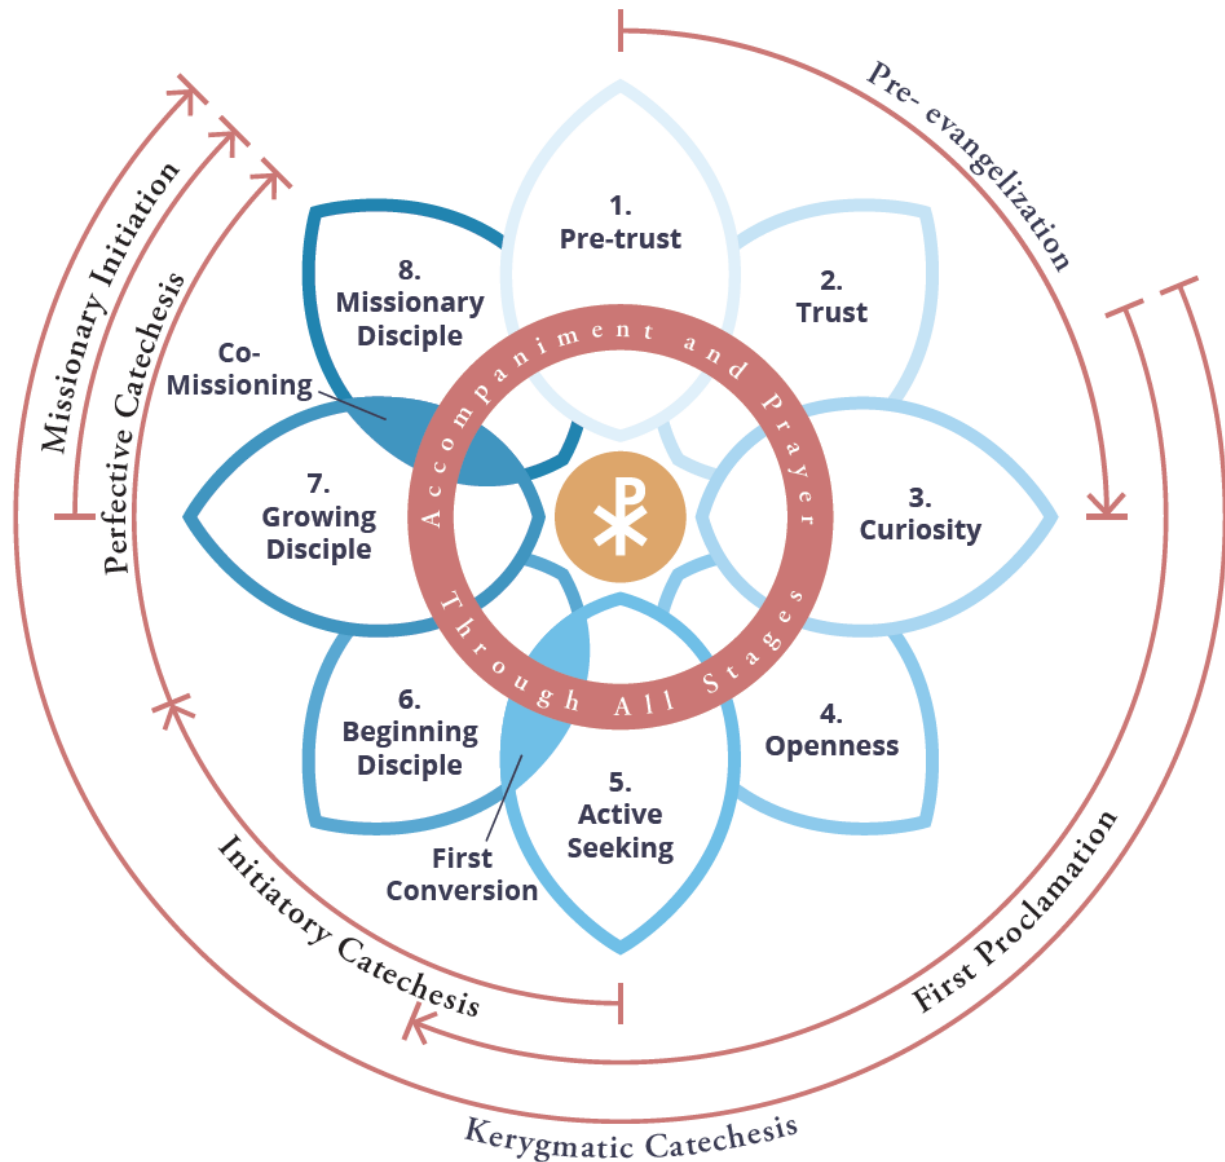 Pre- evangelization
1.
Pre-trust
2.
Trust
3.
Curiosity
4.
Openness
5.
Active
Seeking
6.
Beginning
Disciple
7.
Growing
Disciple
8.
Missionary
Disciple
Co-
Missioning
First
Conversion
Accompaniment and Prayer
Through All Stages
Missionary Initiation
Perfective Catechesis
Initiatory Catechesis
First Proclamation
Kerygmatic Catechesis